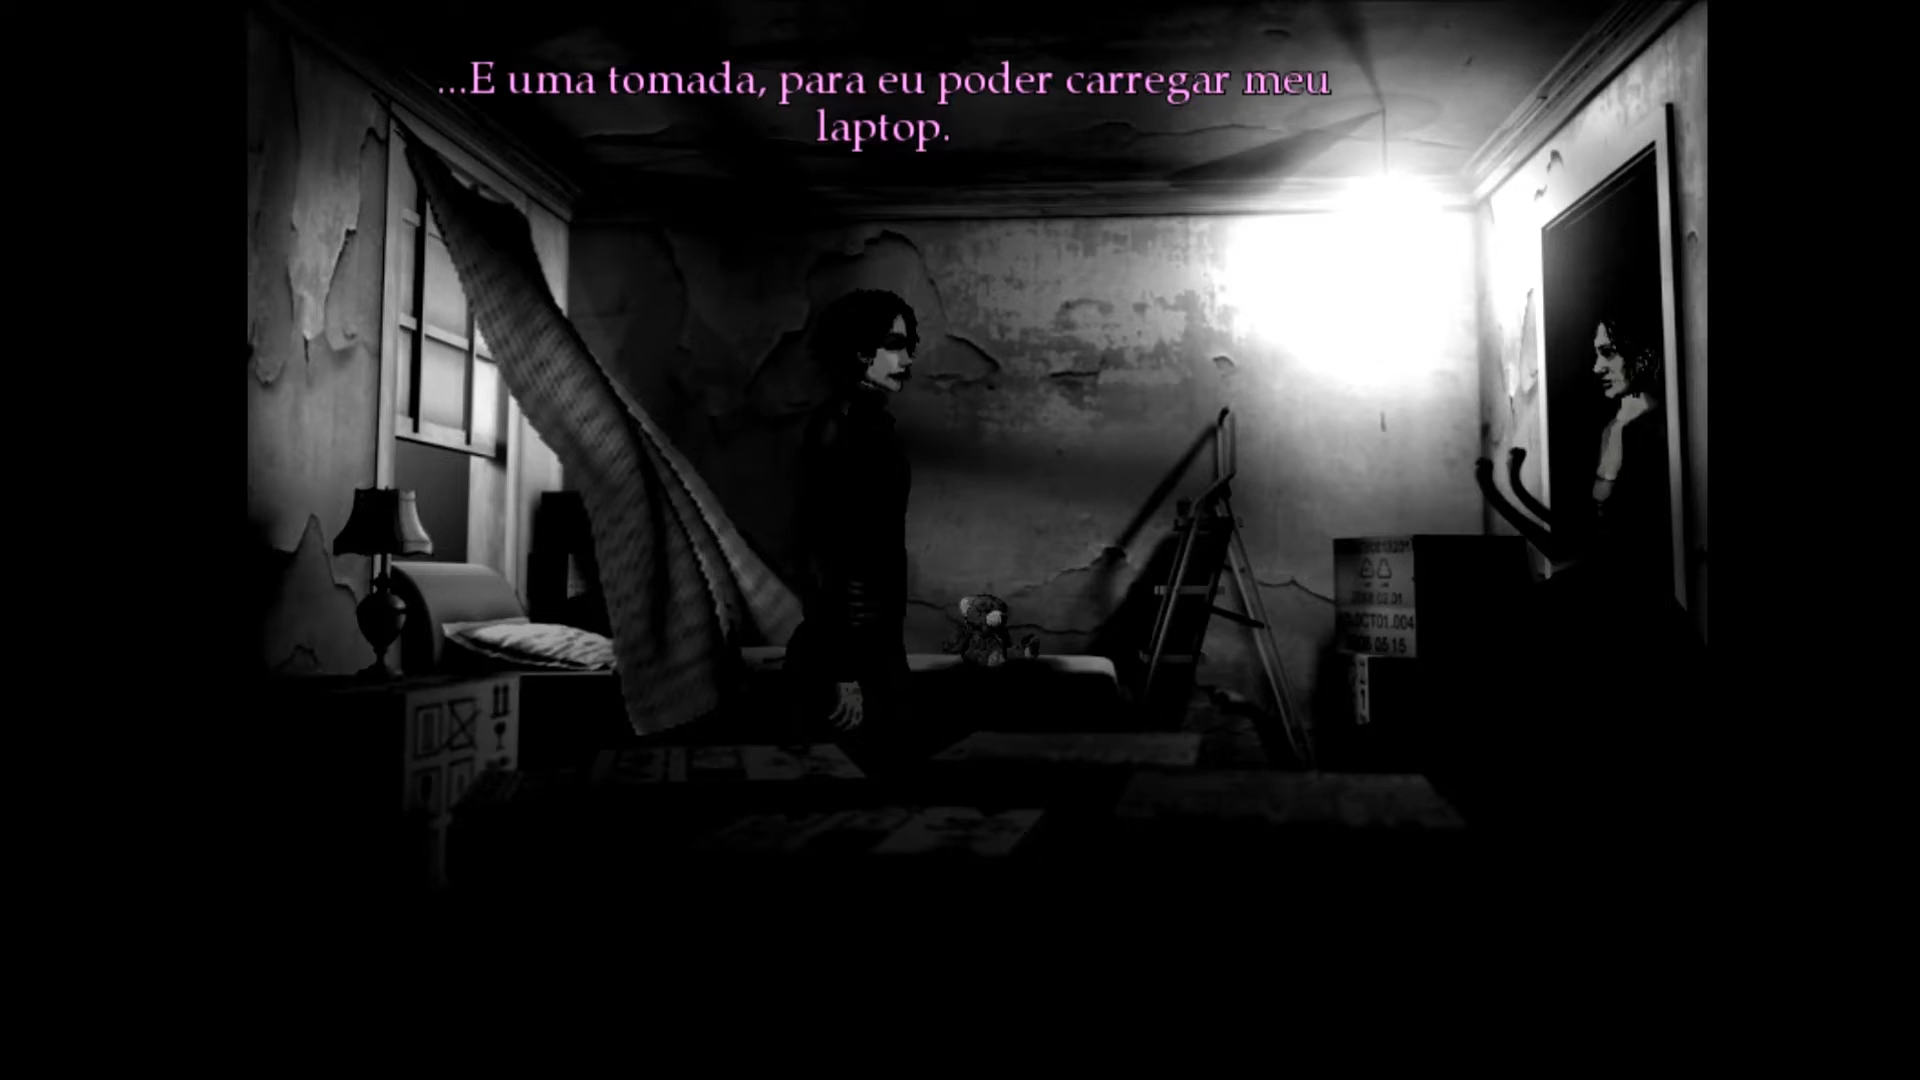 ...E uma tomada, para eu poder carregar meu
laptop.